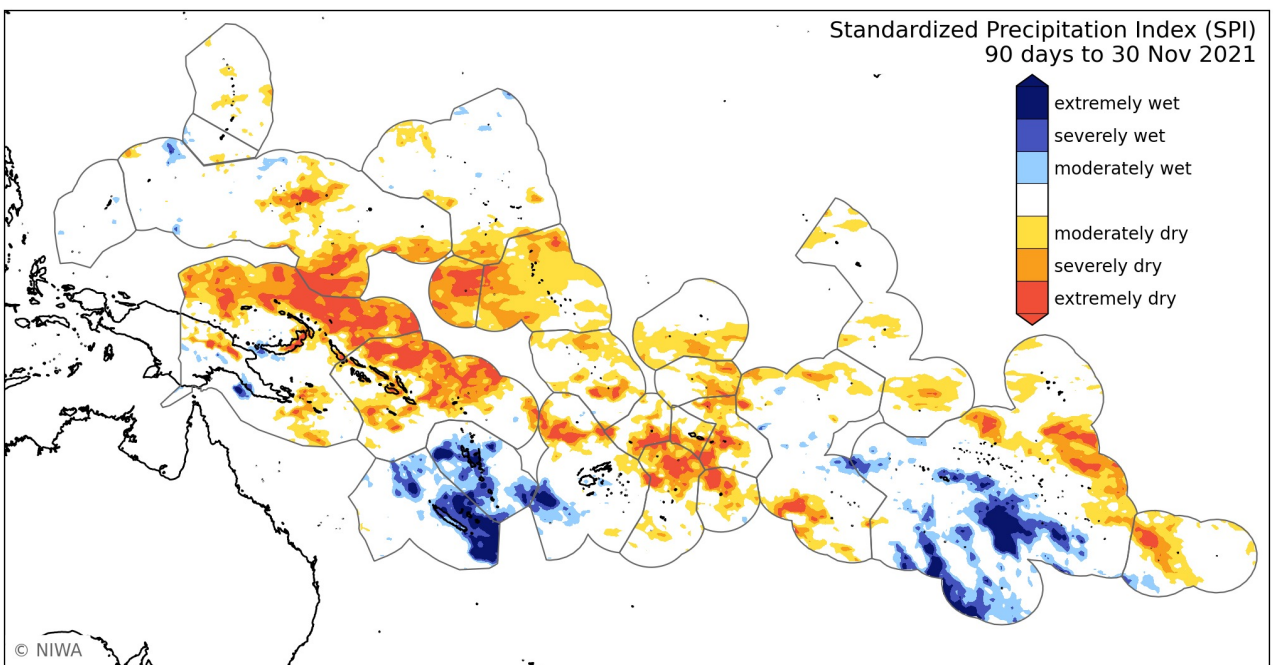 Standardized Precipitation Index (SPI)
90 days to 30 Nov 2021
extremely wet
severely wet
moderately wet
moderately dry
severely dry
extremely dry
© NIWA